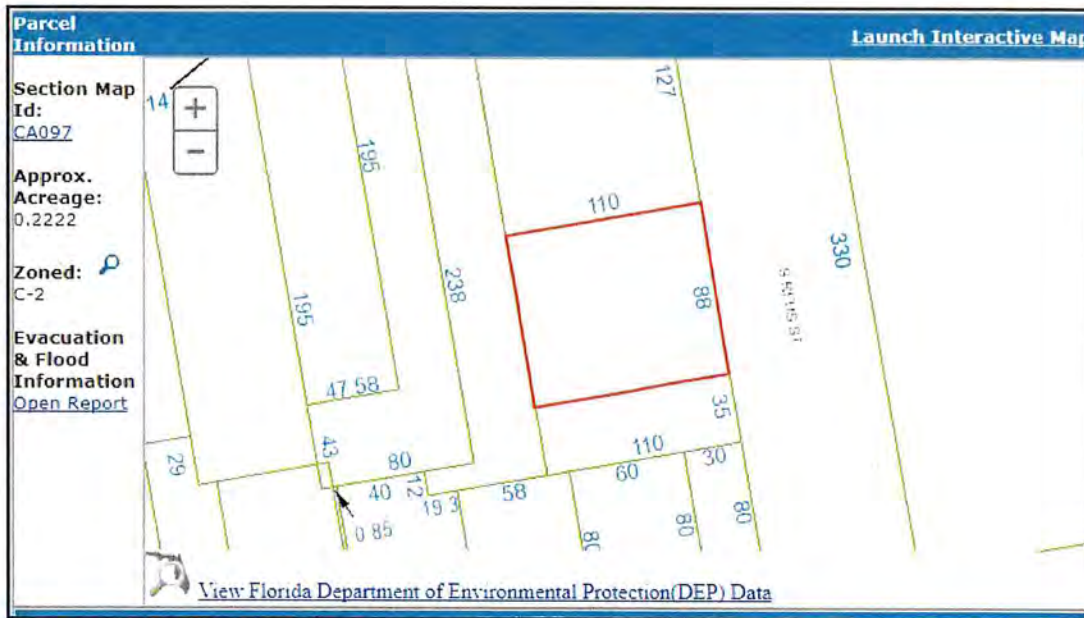 Parcel
Information
Launch Interactive Map
Section Map
Id:
CA097
Approx.
Acreage:
0.2222
Zoned:
C-2
Evacuation
& Flood
Information
Open Report
14
+
−
195
195
238
127
110
88
330
47 58
43
80
40
12
19 3
58
110
60
30
35
29
0 85
80
80
View Florida Department of Environmental Protection(DEP) Data